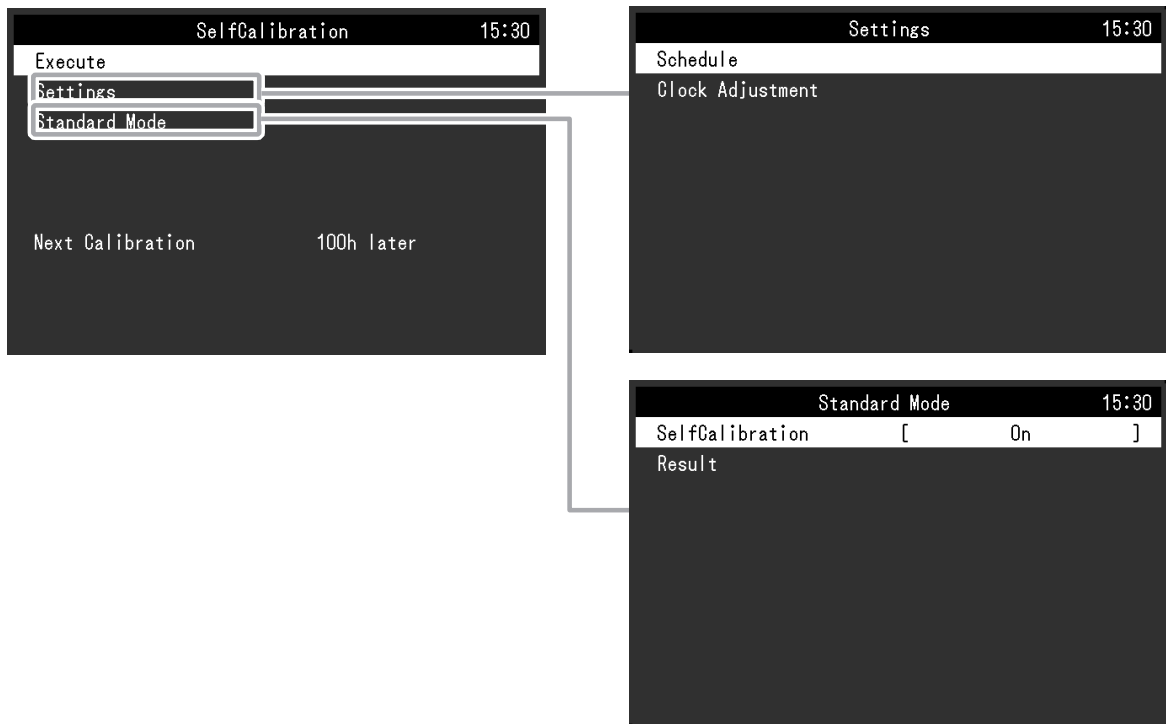 SelfCalibration 15:30
Execute
Settings
Standard Mode
Next Calibration 100h later
Settings 15:30
Schedule
Clock Adjustment
Standard Mode 15:30
SelfCalibration [ On ]
Result